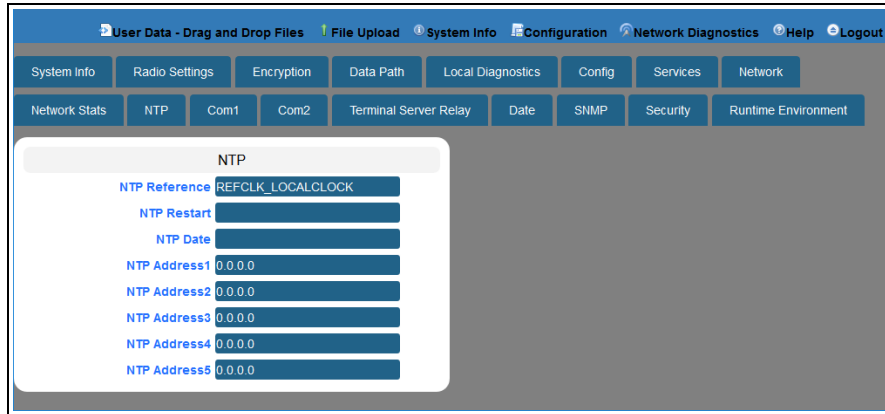 User Data - Drag and Drop Files File Upload System Info Configuration Network Diagnostics Help Logout
System Info Radio Settings Encryption Data Path Local Diagnostics Config Services Network
Network Stats NTP Com1 Com2 Terminal Server Relay Date SNMP Security Runtime Environment
NTP
NTP Reference REFCLK_LOCALCLOCK
NTP Restart
NTP Date
NTP Address1 0.0.0.0
NTP Address2 0.0.0.0
NTP Address3 0.0.0.0
NTP Address4 0.0.0.0
NTP Address5 0.0.0.0